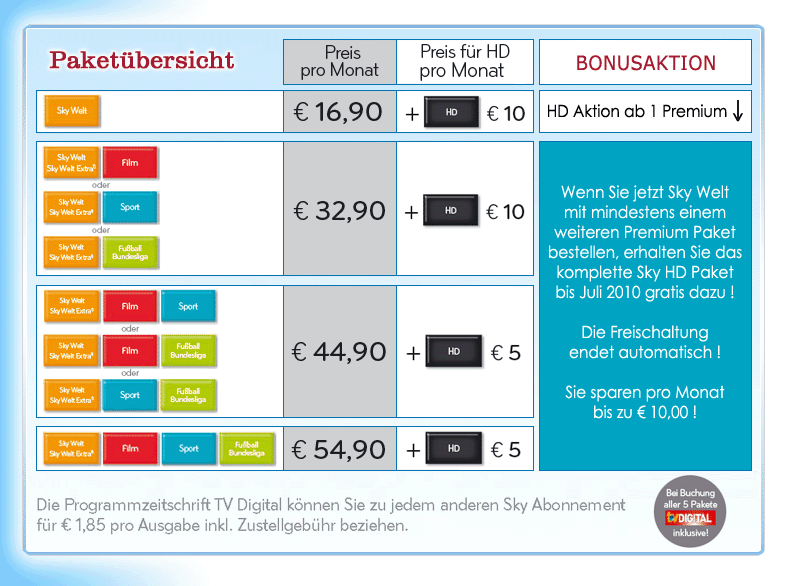 Paketübersicht
Preis
pro Monat
Preis für HD
pro Monat
BONUSAKTION
Sky Welt
€ 16,90
+ HD € 10
HD Aktion ab 1 Premium ↓
Sky Welt
Sky Welt Extra⁵
Film
oder
Sky Welt
Sky Welt Extra⁵
Sport
oder
Sky Welt
Sky Welt Extra⁵
Fußball
Bundesliga
€ 32,90
+ HD € 10
Wenn Sie jetzt Sky Welt
mit mindestens einem
weiteren Premium Paket
bestellen, erhalten Sie das
komplette Sky HD Paket
bis Juli 2010 gratis dazu !
Die Freischaltung
endet automatisch !
Sie sparen pro Monat
bis zu € 10,00 !
Sky Welt
Sky Welt Extra⁵
Film
Sport
oder
Sky Welt
Sky Welt Extra⁵
Film
Fußball
Bundesliga
oder
Sky Welt
Sky Welt Extra⁵
Sport
Fußball
Bundesliga
€ 44,90
+ HD € 5
Sky Welt
Sky Welt Extra⁵
Film
Sport
Fußball
Bundesliga
€ 54,90
+ HD € 5
Die Programmzeitschrift TV Digital können Sie zu jedem anderen Sky Abonnement
für € 1,85 pro Ausgabe inkl. Zustellgebühr beziehen.
Bei Buchung
aller 5 Pakete
TV DIGITAL
inklusive!